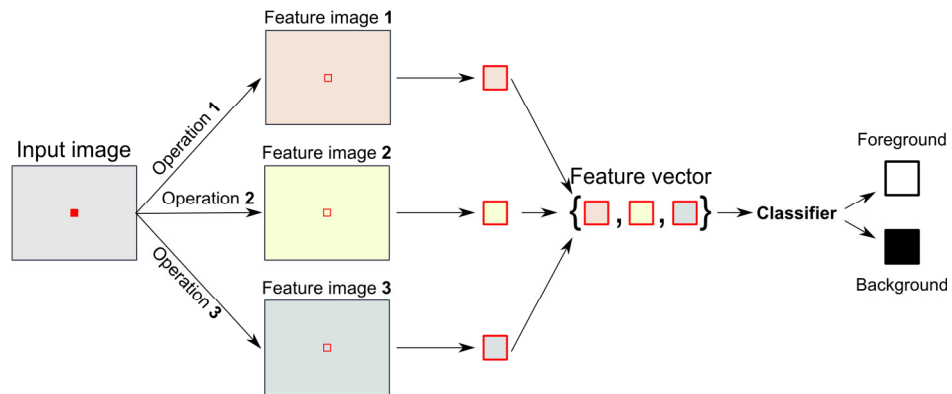 Feature image 1
Input image
Operation 1
Feature image 2
Operation 2
Operation 3
Feature image 3
Feature vector
{ , , }
Classifier
Foreground
Background